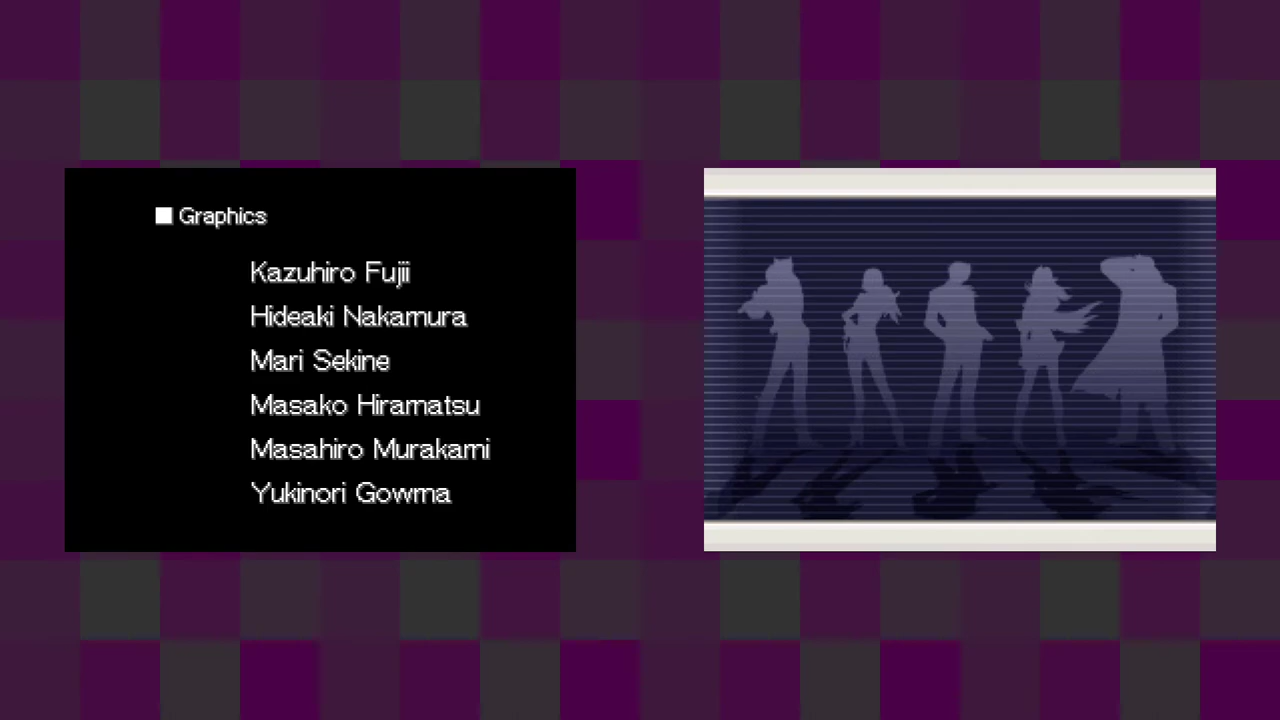 Graphics
Kazuhiro Fujii
Hideaki Nakamura
Mari Sekine
Masako Hiramatsu
Masahiro Murakami
Yukinori Gowma